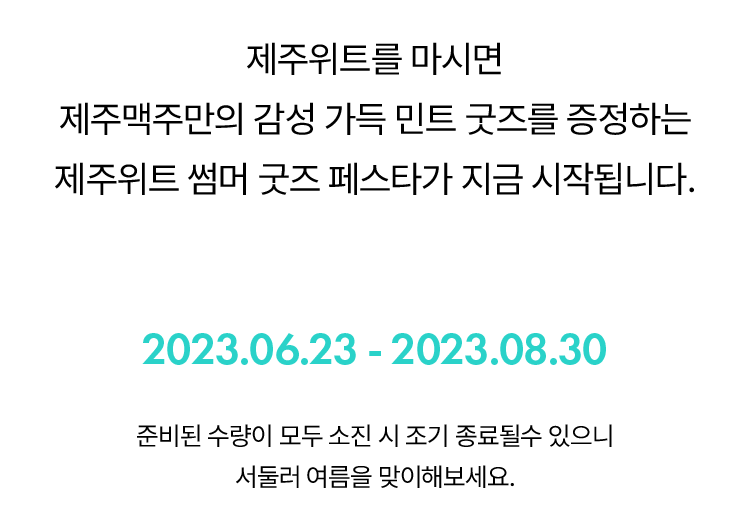 제주위트를 마시면
제주맥주만의 감성 가득 민트 굿즈를 증정하는
제주위트 썸머 굿즈 페스타가 지금 시작됩니다.
2023.06.23 - 2023.08.30
준비된 수량이 모두 소진 시 조기 종료될수 있으니
서둘러 여름을 맞이해보세요.